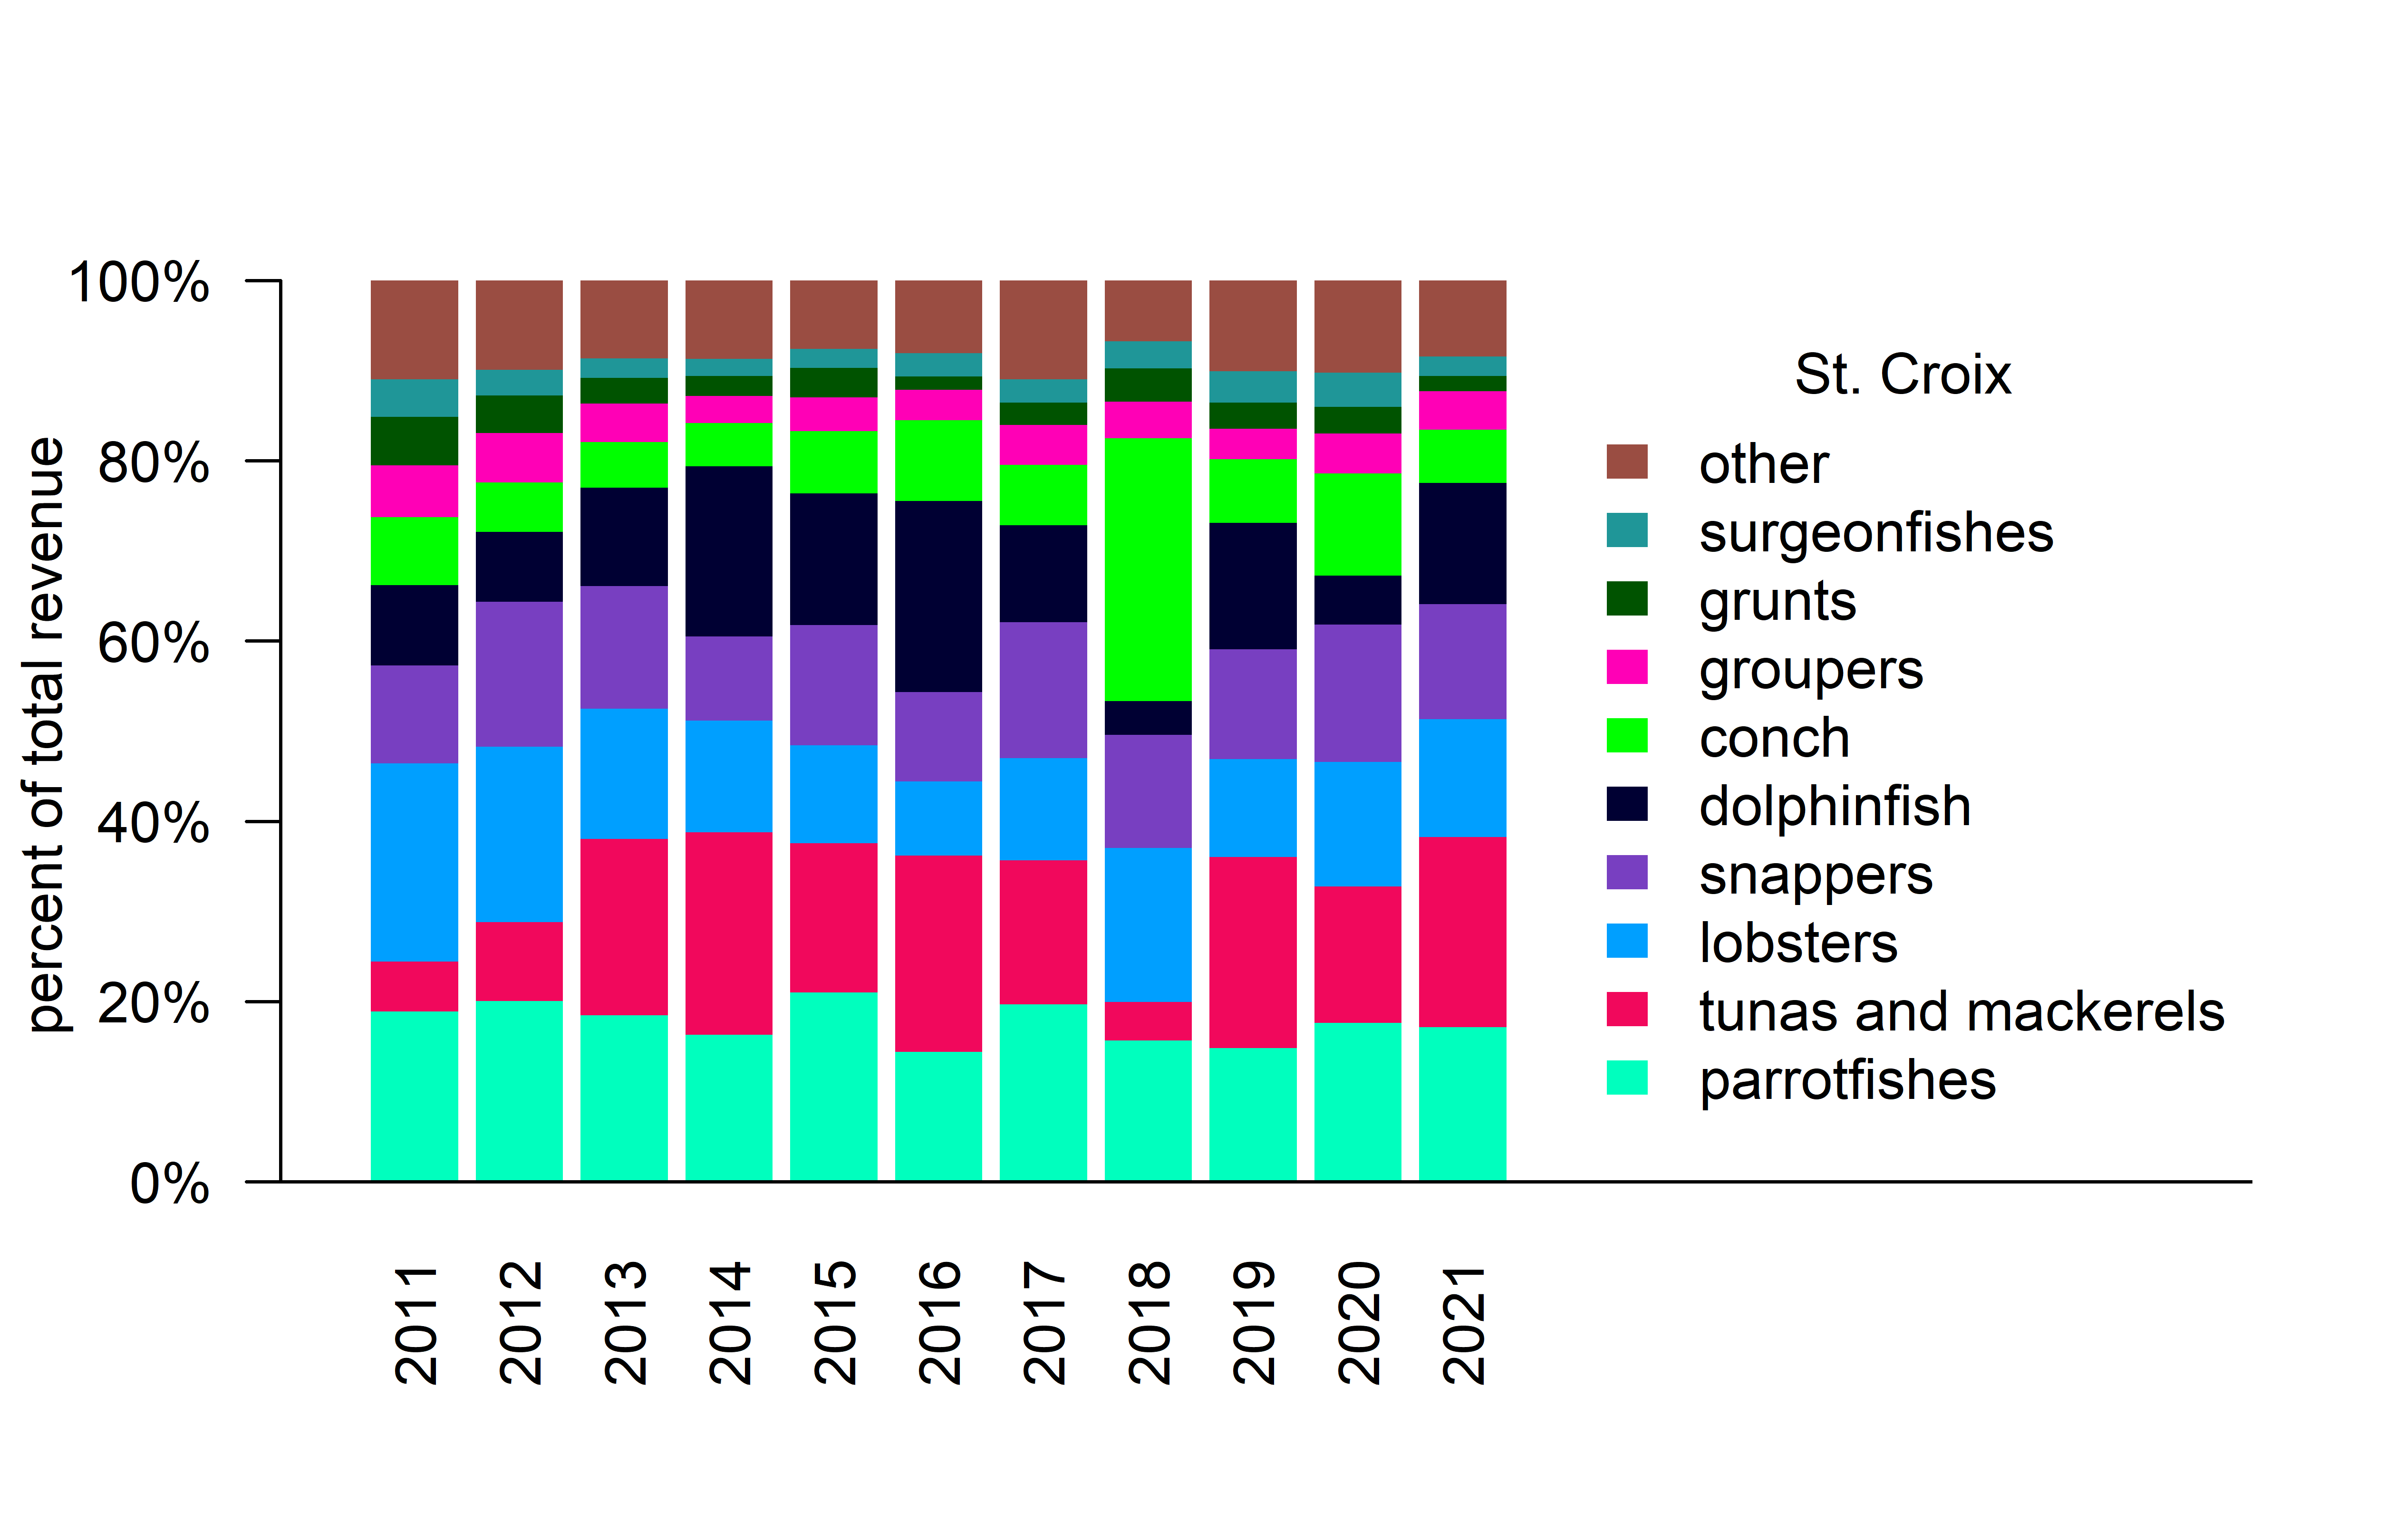 percent of total revenue
100%
80%
60%
40%
20%
0%
2011
2012
2013
2014
2015
2016
2017
2018
2019
2020
2021
St. Croix
other
surgeonfishes
grunts
groupers
conch
dolphinfish
snappers
lobsters
tunas and mackerels
parrotfishes